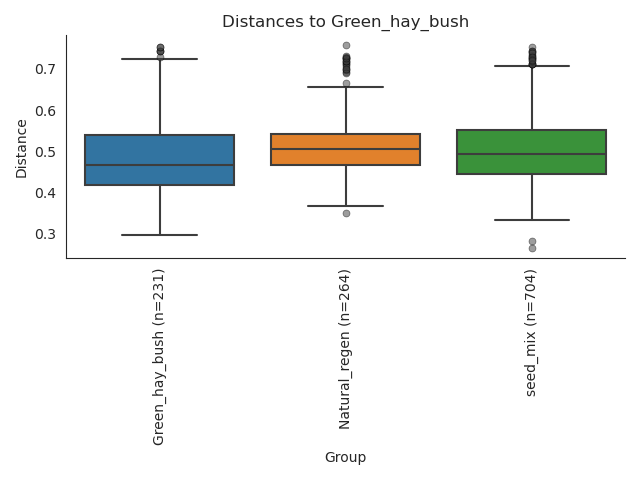 Distances to Green_hay_bush
Distance
0.7
0.6
0.5
0.4
0.3
Green_hay_bush (n=231)
Natural_regen (n=264)
seed_mix (n=704)
Group